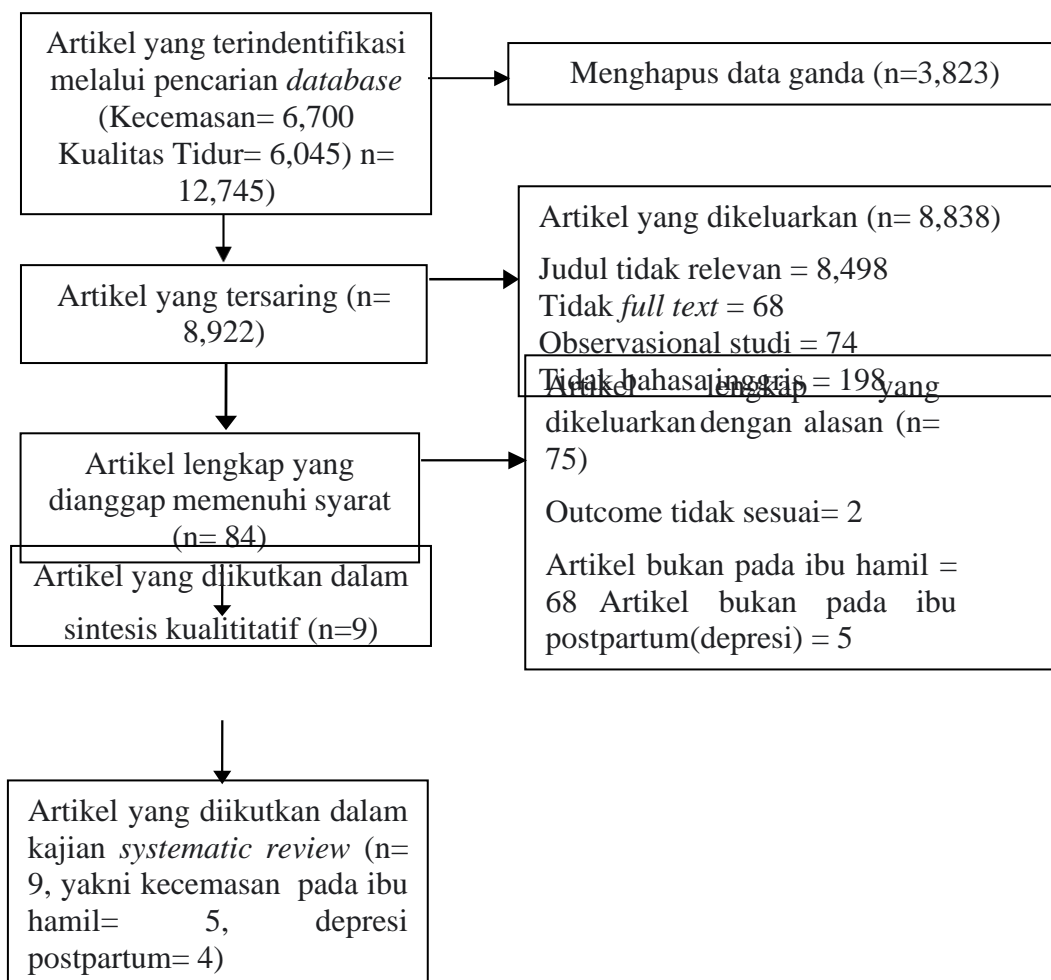 Artikel yang terindentifikasi
melalui pencarian database
(Kecemasan= 6,700
Kualitas Tidur= 6,045) n=
12,745)
Menghapus data ganda (n=3,823)
Artikel yang tersaring (n=
8,922)
Artikel yang dikeluarkan (n= 8,838)
Judul tidak relevan = 8,498
Tidak full text = 68
Observasional studi = 74
Tidak bahasa inggris = 198
Artikel lengkap yang
dianggap memenuhi syarat
(n= 84)
Artikel lengkap yang
dikeluarkan dengan alasan (n=
75)
Outcome tidak sesuai= 2
Artikel bukan pada ibu hamil =
68 Artikel bukan pada ibu
postpartum(depresi) = 5
Artikel yang diikutkan dalam
sintesis kualititatif (n=9)
Artikel yang diikutkan dalam
kajian systematic review (n=
9, yakni kecemasan pada ibu
hamil= 5, depresi
postpartum= 4)